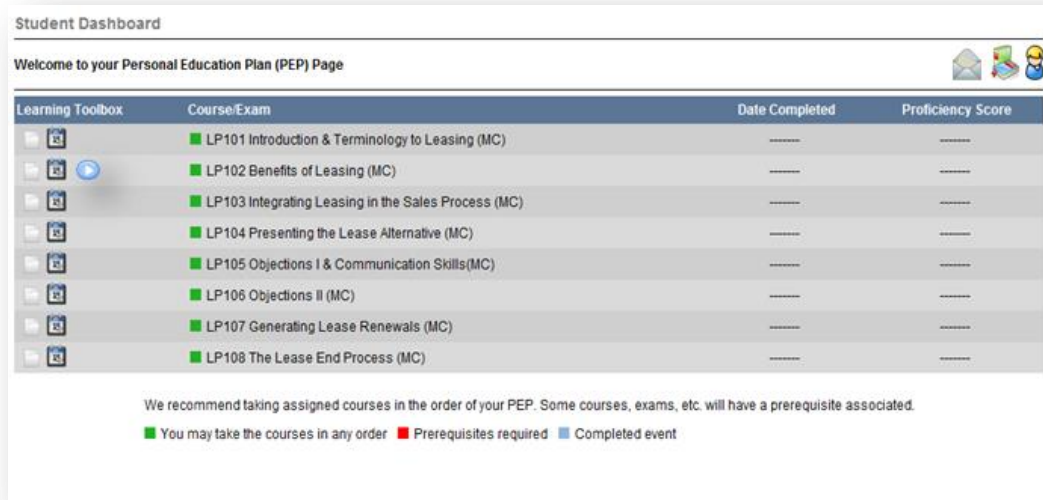 Student Dashboard
Welcome to your Personal Education Plan (PEP) Page
Learning Toolbox Course/Exam Date Completed Proficiency Score
LP101 Introduction & Terminology to Leasing (MC) ------- -------
LP102 Benefits of Leasing (MC) ------- -------
LP103 Integrating Leasing in the Sales Process (MC) ------- -------
LP104 Presenting the Lease Alternative (MC) ------- -------
LP105 Objections I & Communication Skills(MC) ------- -------
LP106 Objections II (MC) ------- -------
LP107 Generating Lease Renewals (MC) ------- -------
LP108 The Lease End Process (MC) ------- -------
We recommend taking assigned courses in the order of your PEP. Some courses, exams, etc. will have a prerequisite associated.
You may take the courses in any order Prerequisites required Completed event